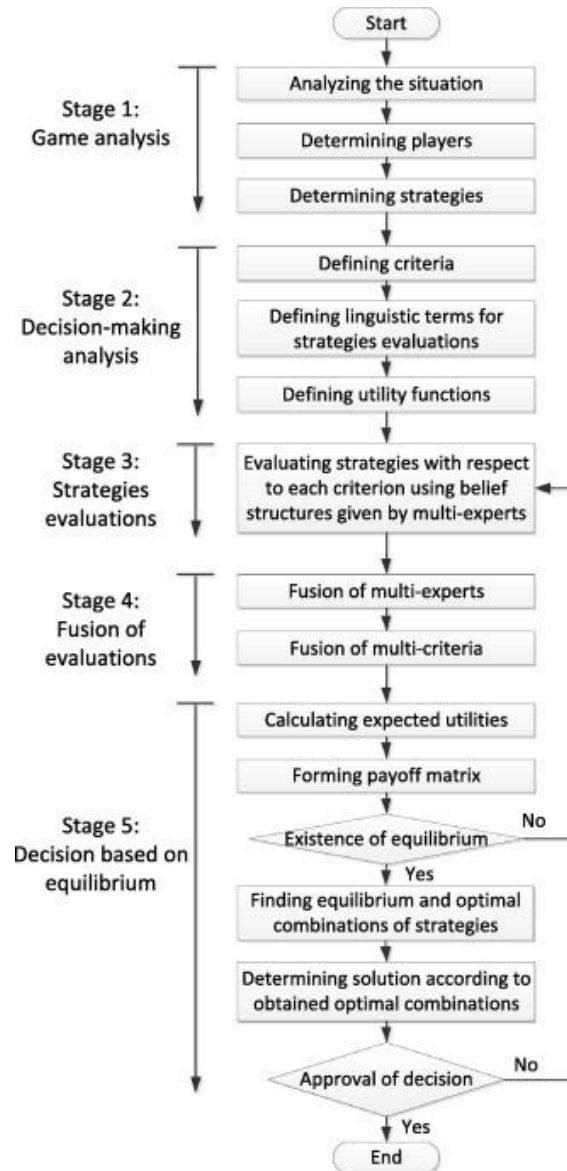 Start
Stage 1:
Game analysis
Analyzing the situation
Determining players
Determining strategies
Stage 2:
Decision-making
analysis
Defining criteria
Defining linguistic terms for
strategies evaluations
Defining utility functions
Stage 3:
Strategies
evaluations
Evaluating strategies with respect
to each criterion using belief
structures given by multi-experts
Stage 4:
Fusion of
evaluations
Fusion of multi-experts
Fusion of multi-criteria
Stage 5:
Decision based on
equilibrium
Calculating expected utilities
Forming payoff matrix
Existence of equilibrium
No
Yes
Finding equilibrium and optimal
combinations of strategies
Determining solution according to
obtained optimal combinations
Approval of decision
No
Yes
End